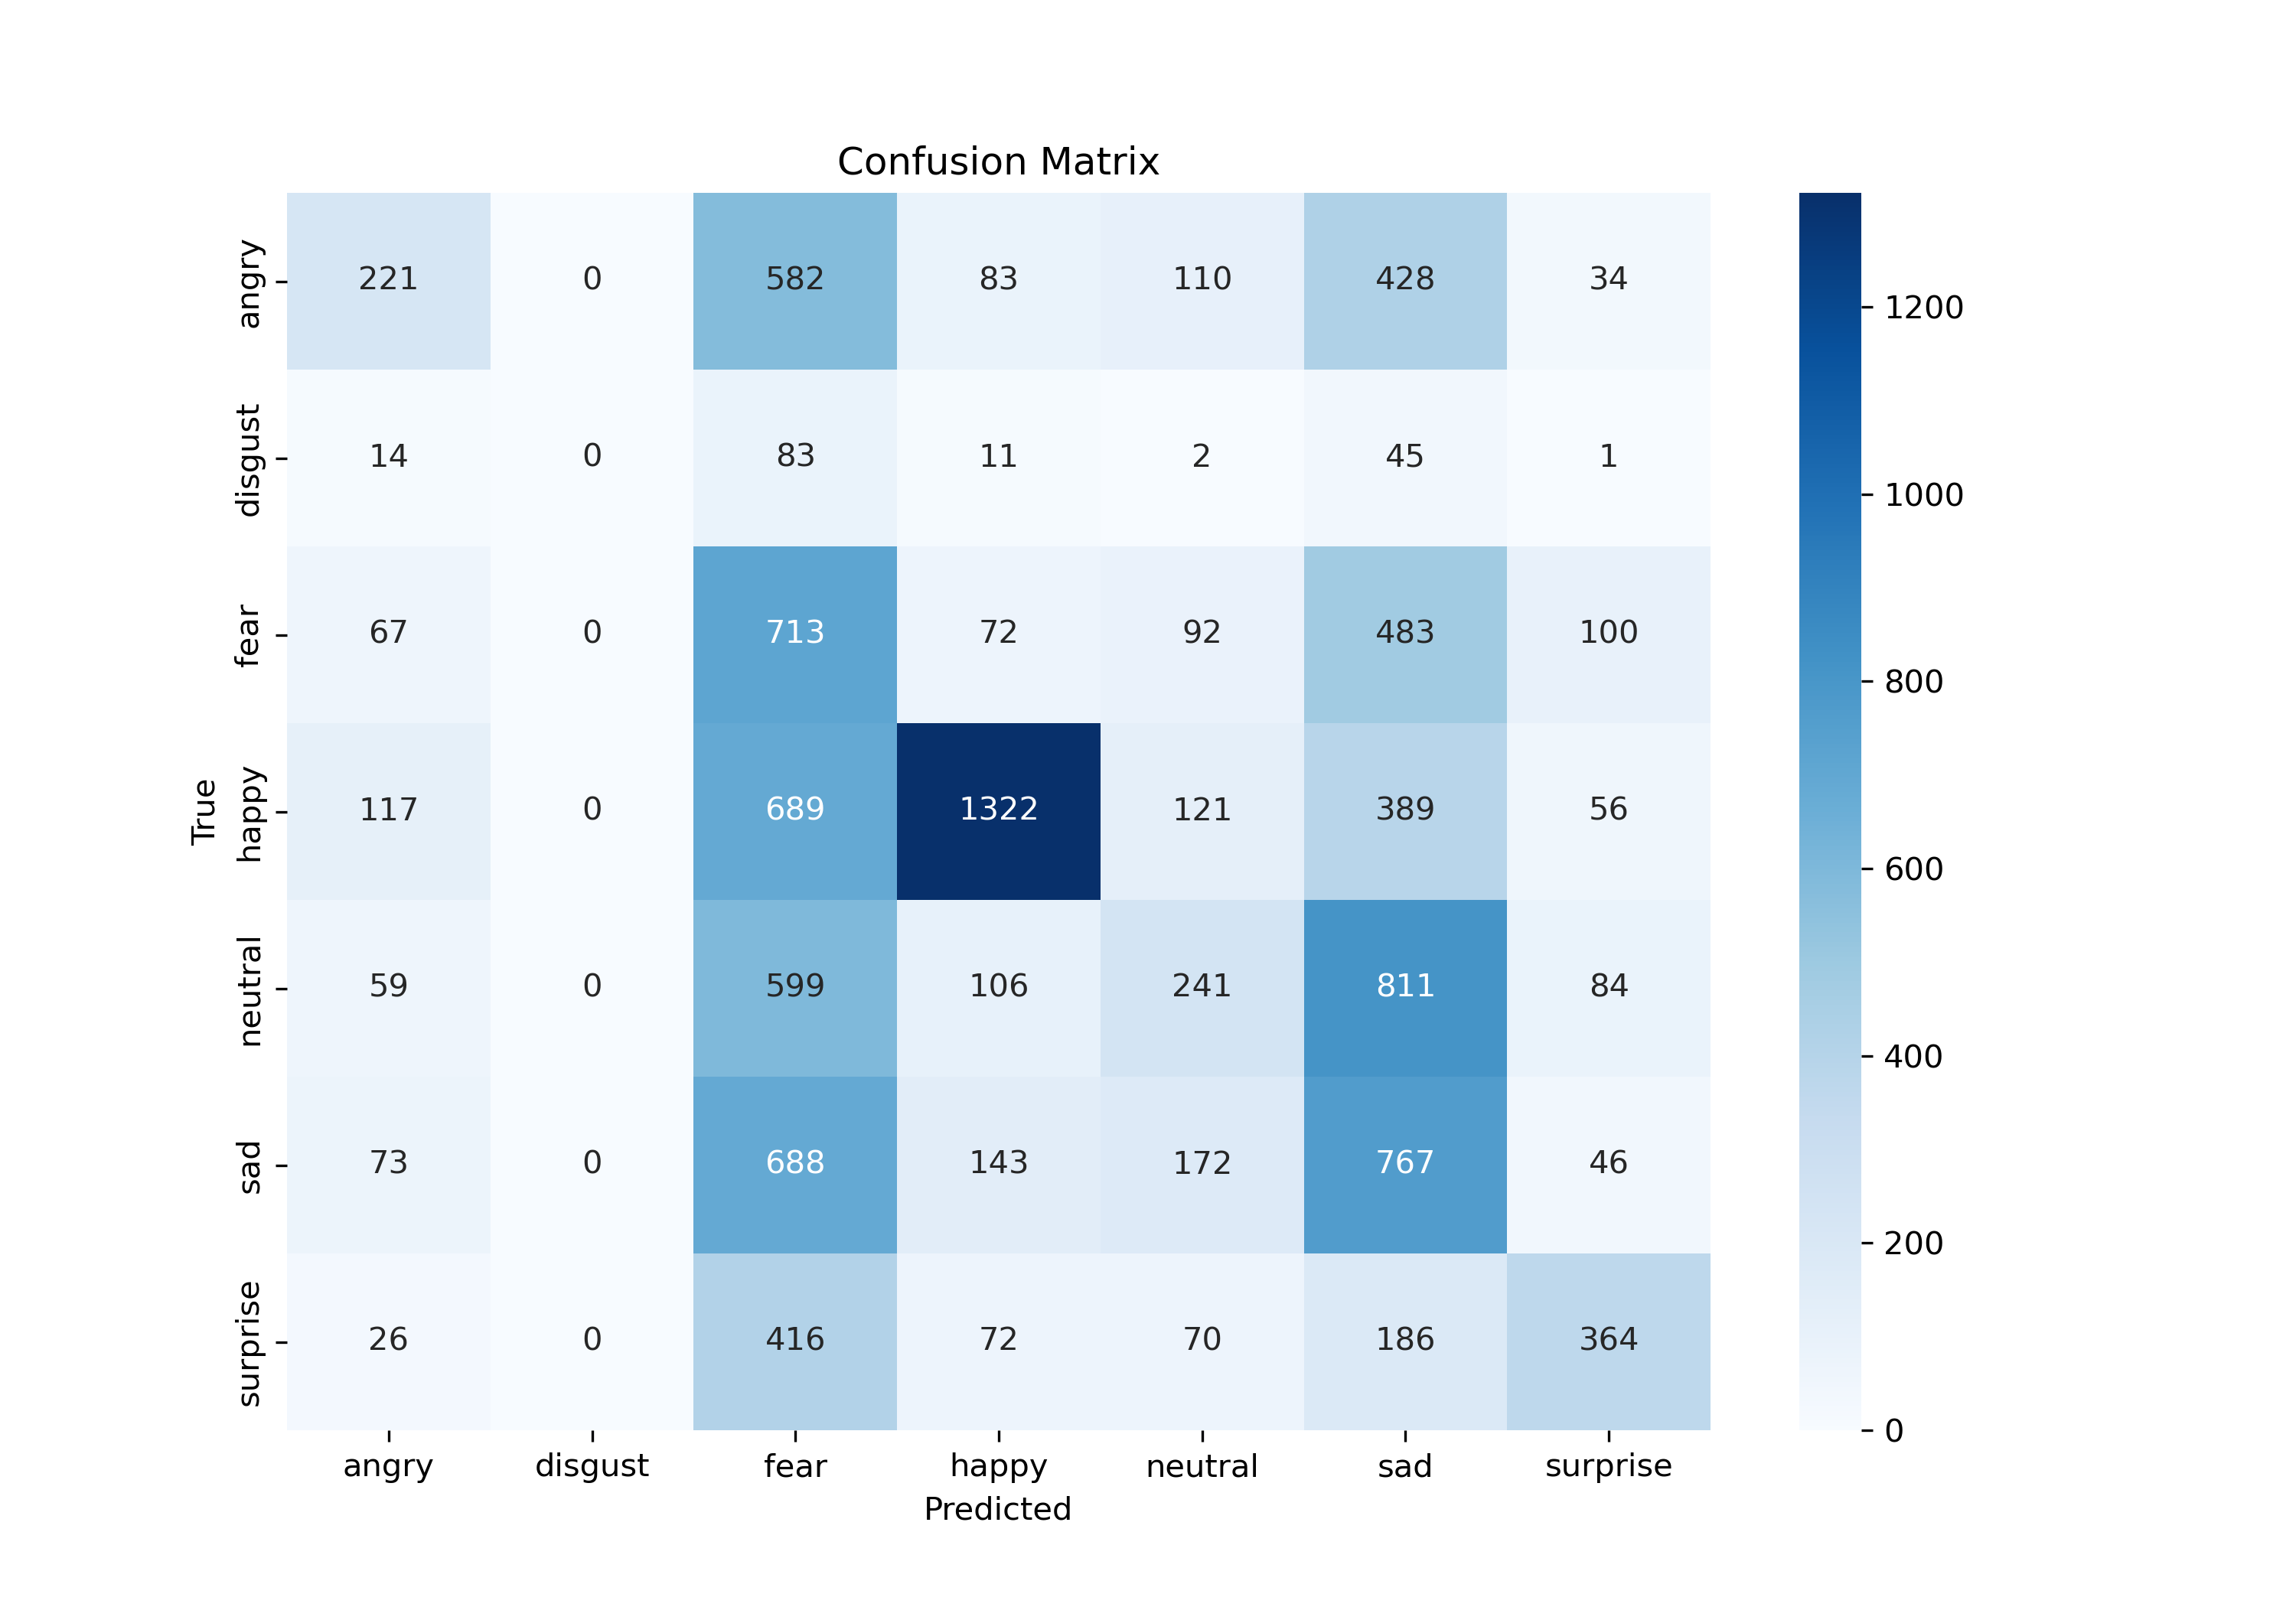 Confusion Matrix
angry 221 0 582 83 110 428 34
disgust 14 0 83 11 2 45 1
fear 67 0 713 72 92 483 100
happy 117 0 689 1322 121 389 56
neutral 59 0 599 106 241 811 84
sad 73 0 688 143 172 767 46
surprise 26 0 416 72 70 186 364
angry disgust fear happy neutral sad surprise
Predicted
True
1200
1000
800
600
400
200
0